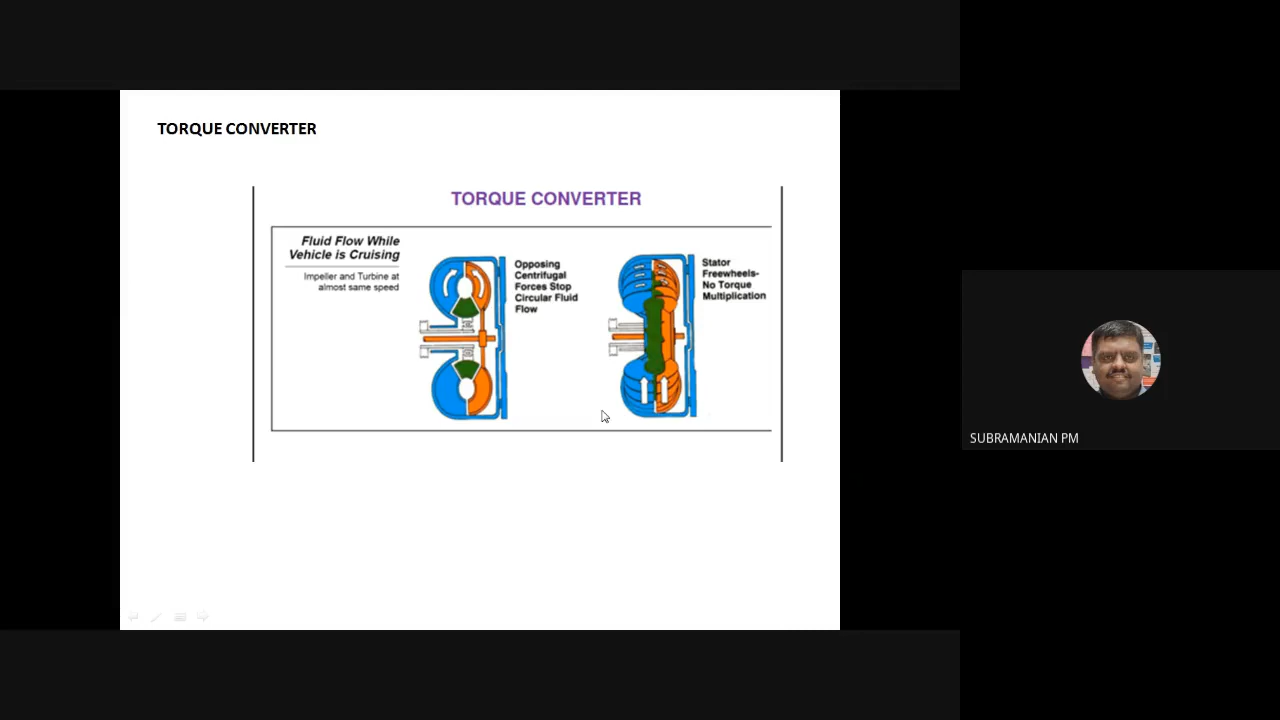 TORQUE CONVERTER
TORQUE CONVERTER
Fluid Flow While
Vehicle is Cruising
Impeller and Turbine at
almost same speed
Opposing
Centrifugal
Forces Stop
Circular Fluid
Flow
Stator
Freewheels-
No Torque
Multiplication
SUBRAMANIAN PM